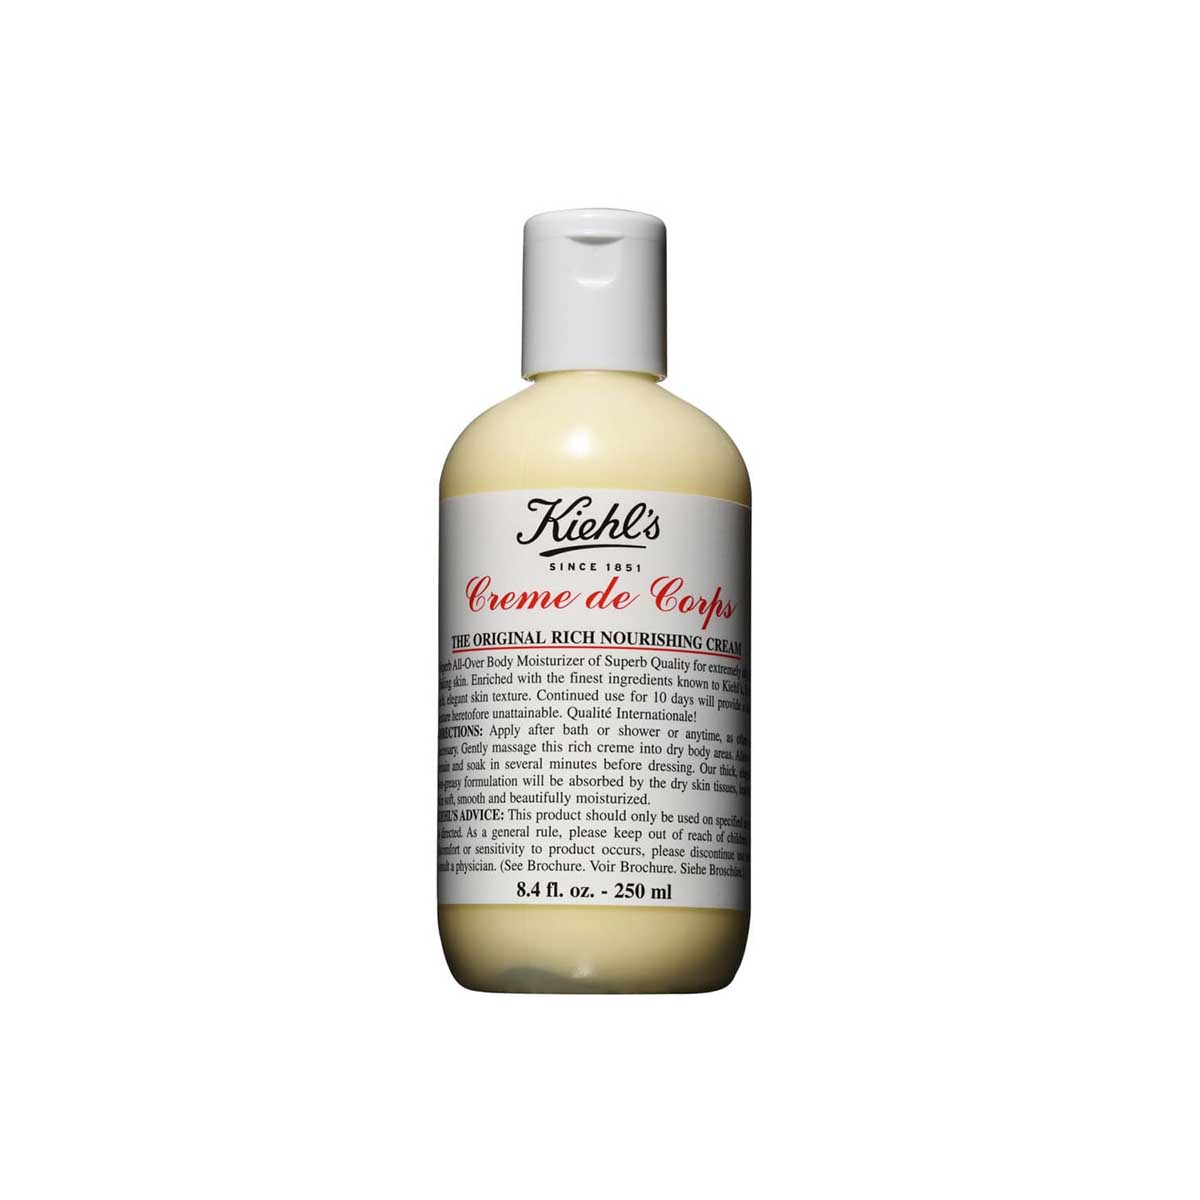 Kiehl's
SINCE 1851
Creme de Corps
THE ORIGINAL RICH NOURISHING CREAM
All-Over Body Moisturizer of Superb Quality for extremely
skin. Enriched with the finest ingredients known to Kiehl's,
elegant skin texture. Continued use for 10 days will provide a
heretofore unattainable. Qualité Internationale!
Apply after bath or shower or anytime, as
Gently massage this rich creme into dry body areas.
and soak in several minutes before dressing. Our thick,
formulation will be absorbed by the dry skin tissues,
soft, smooth and beautifully moisturized.
ADVICE: This product should only be used on specified
directed. As a general rule, please keep out of reach of
or sensitivity to product occurs, please discontinue
a physician. (See Brochure. Voir Brochure. Siehe
8.4 fl. oz. - 250 ml